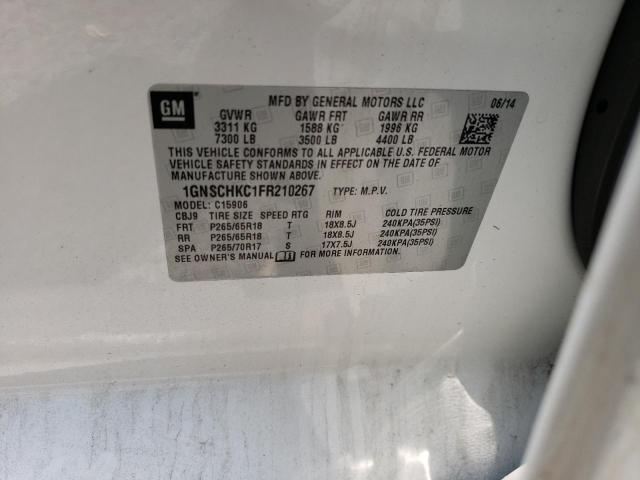 GM
MFD BY GENERAL MOTORS LLC 06/14
GVWR GAWR FRT GAWR RR
3311 KG 1588 KG 1996 KG
7300 LB 3500 LB 4400 LB
THIS VEHICLE CONFORMS TO ALL APPLICABLE U.S. FEDERAL MOTOR
VEHICLE SAFETY STANDARDS IN EFFECT ON THE DATE OF
MANUFACTURE SHOWN ABOVE.
1GNSCHKC1FR210267 TYPE: M.P.V.
MODEL: C15906
CBJ9 TIRE SIZE SPEED RTG RIM COLD TIRE PRESSURE
FRT P265/65R18 T 18X8.5J 240KPA(35PSI)
RR P265/65R18 T 18X8.5J 240KPA(35PSI)
SPA P265/70R17 S 17X7.5J 240KPA(35PSI)
SEE OWNER'S MANUAL FOR MORE INFORMATION.